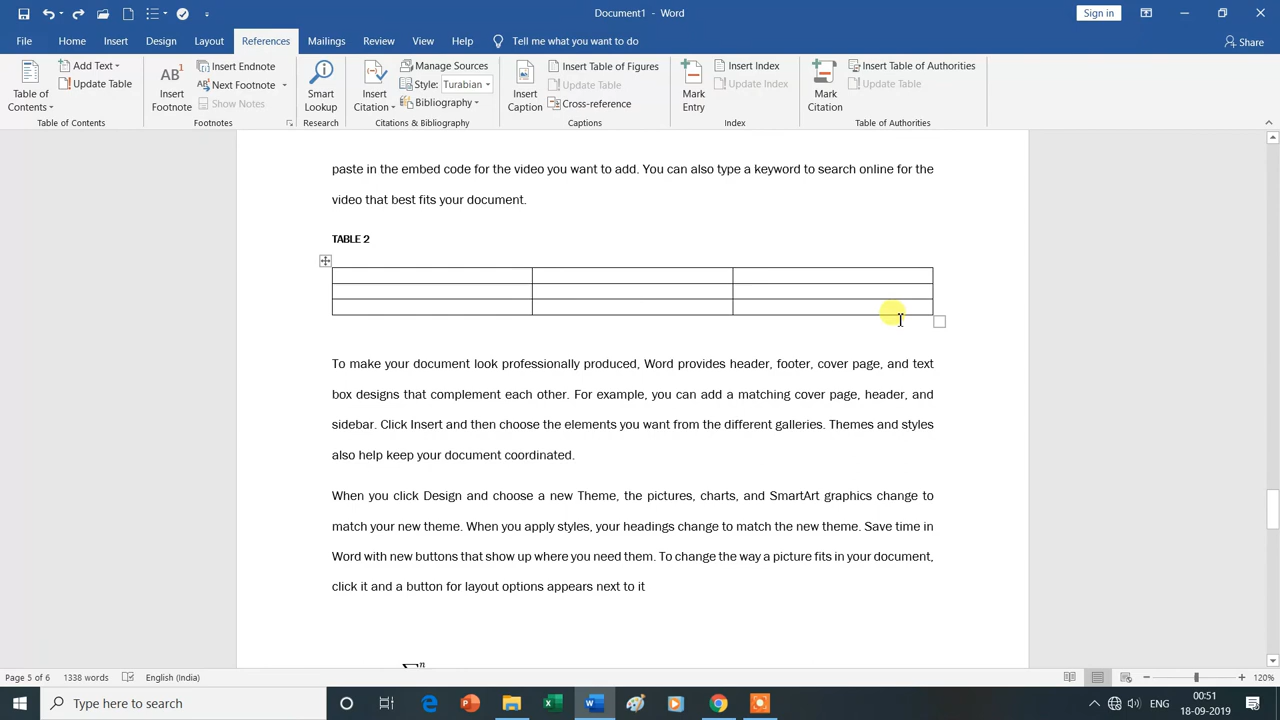 Document1 - Word
Sign in
File Home Insert Design Layout References Mailings Review View Help Tell me what you want to do Share
Table of Contents
Add Text
Update Table
Table of Contents
AB¹
Insert Footnote
Insert Endnote
Next Footnote
Show Notes
Footnotes
Smart Lookup
Research
Insert Citation
Manage Sources
Style: Turabian
Bibliography
Citations & Bibliography
Insert Caption
Insert Table of Figures
Update Table
Cross-reference
Captions
Mark Entry
Insert Index
Update Index
Index
Mark Citation
Insert Table of Authorities
Update Table
Table of Authorities
paste in the embed code for the video you want to add. You can also type a keyword to search online for the
video that best fits your document.
TABLE 2
To make your document look professionally produced, Word provides header, footer, cover page, and text
box designs that complement each other. For example, you can add a matching cover page, header, and
sidebar. Click Insert and then choose the elements you want from the different galleries. Themes and styles
also help keep your document coordinated.
When you click Design and choose a new Theme, the pictures, charts, and SmartArt graphics change to
match your new theme. When you apply styles, your headings change to match the new theme. Save time in
Word with new buttons that show up where you need them. To change the way a picture fits in your document,
click it and a button for layout options appears next to it
∑n
Page 5 of 6 1338 words English (India) 120%
Type here to search
ENG
00:51
18-09-2019